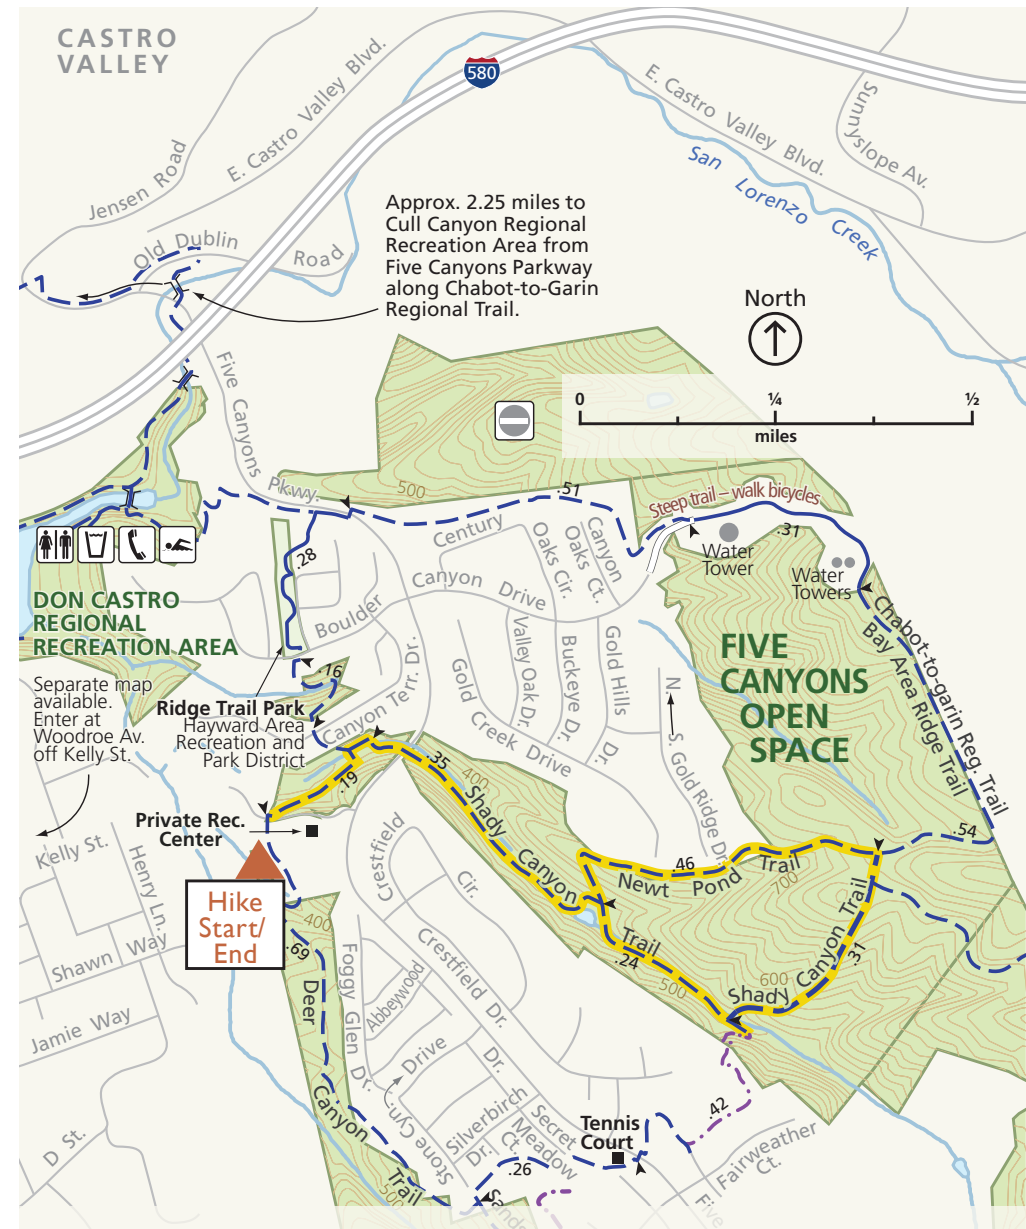 CASTRO
VALLEY
580
E. Castro Valley Blvd.
Jensen Road
E. Castro Valley Blvd.
Sunnyslope Av.
San Lorenzo Creek
Old Dublin Road
Approx. 2.25 miles to
Cull Canyon Regional
Recreation Area from
Five Canyons Parkway
along Chabot-to-Garin
Regional Trail.
North
0 ¼ ½
miles
Five Canyons Pkwy.
500
.51
Steep trail – walk bicycles
.31
Water
Tower
Water
Towers
Century
Oaks Cir.
Oaks Ct.
Canyon
Canyon Drive
.28
Boulder
DON CASTRO
REGIONAL
RECREATION AREA
Separate map
available.
Enter at
Woodroe Av.
off Kelly St.
.16
Ridge Trail Park
Hayward Area
Recreation and
Park District
Canyon Terr. Dr.
Gold Creek Drive
Valley Oak Dr.
Buckeye Dr.
Gold Hills Dr.
N
S. Gold Ridge Dr.
FIVE
CANYONS
OPEN
SPACE
Chabot-to-garin Reg. Trail
Bay Area Ridge Trail
.19
.35
400
Shady Canyon Trail
.46
Newt Pond Trail
700
.54
Private Rec.
Center
Kelly St.
Henry Ln.
Shawn Way
Jamie Way
D St.
Hike
Start/
End
400
.69
Deer Canyon Trail
500
Foggy Glen Dr.
Abbeywood
Crestfield
Cir.
Crestfield Dr.
Drive
Stone Cyn.
Silverbirch
Dr.
Dr.
Secret
Meadow
Ct.
.24
500
600
Shady Canyon Trail
.31
.42
Tennis
Court
.26
Fairweather
Ct.
Five